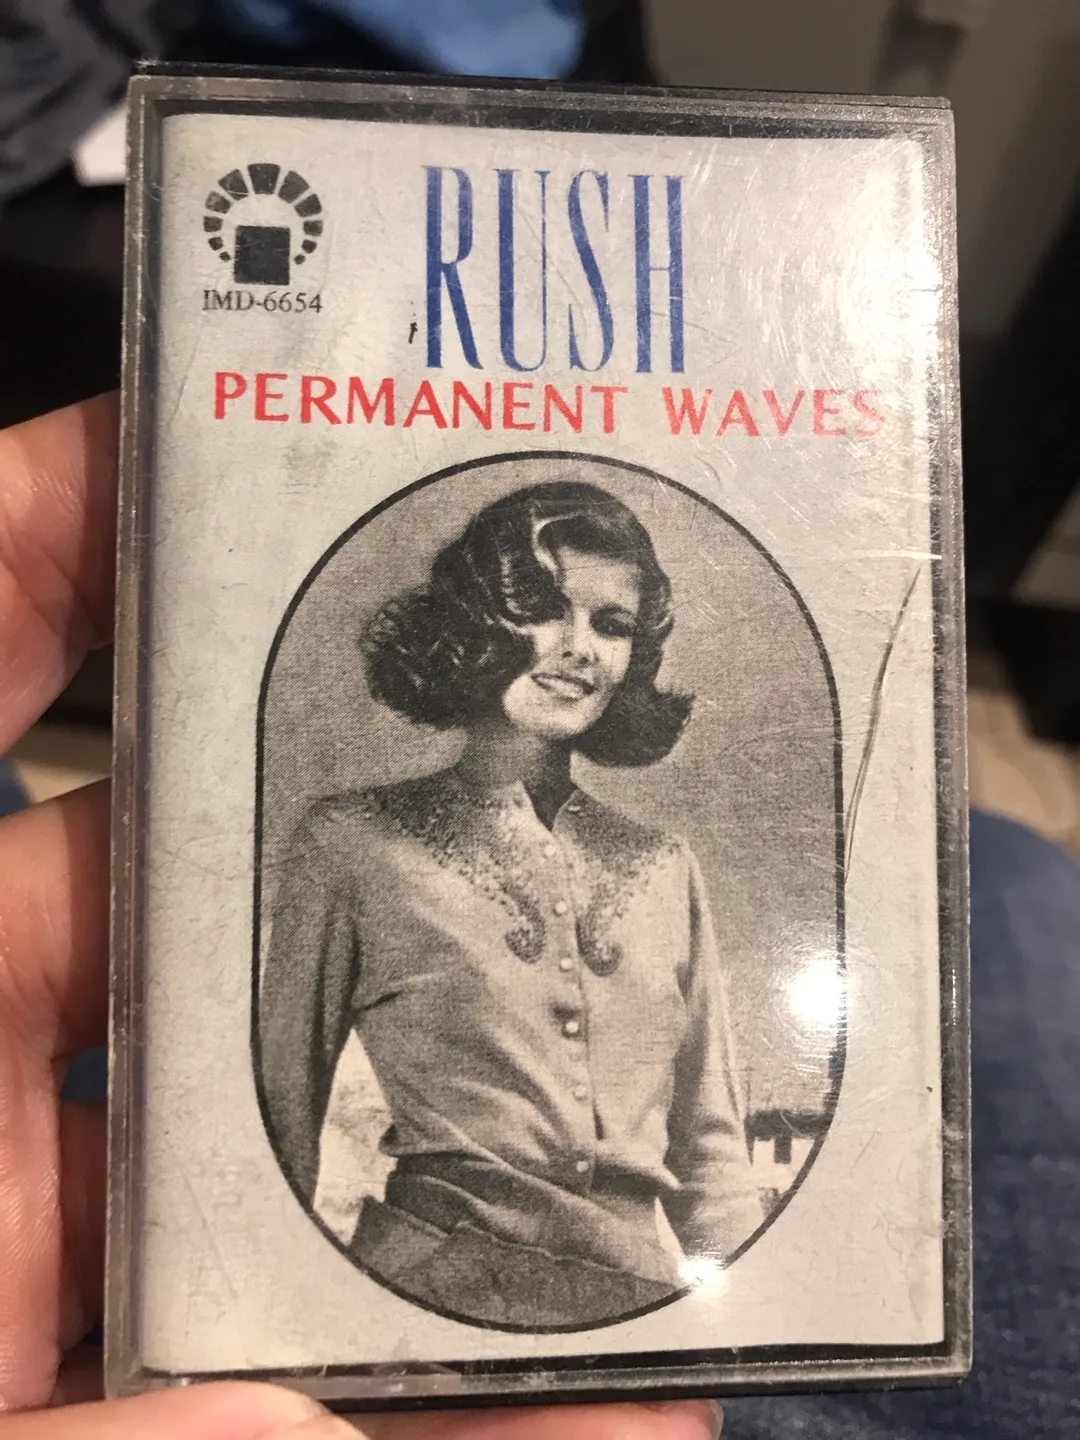 RUSH
IMD-6654
PERMANENT WAVES